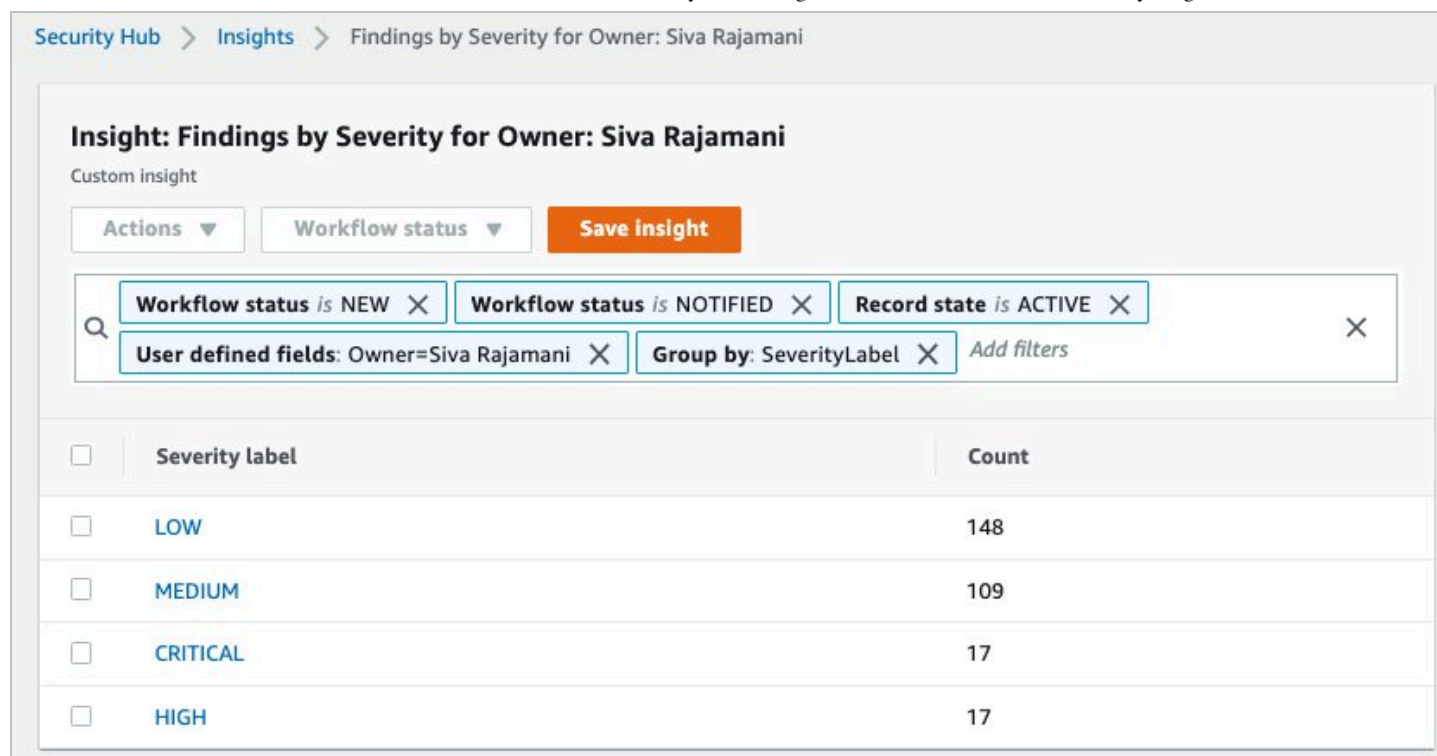 Security Hub > Insights > Findings by Severity for Owner: Siva Rajamani
Insight: Findings by Severity for Owner: Siva Rajamani
Custom insight
Actions ▼ Workflow status ▼ Save insight
Workflow status is NEW X Workflow status is NOTIFIED X Record state is ACTIVE X
User defined fields: Owner=Siva Rajamani X Group by: SeverityLabel X Add filters
Severity label Count
LOW 148
MEDIUM 109
CRITICAL 17
HIGH 17